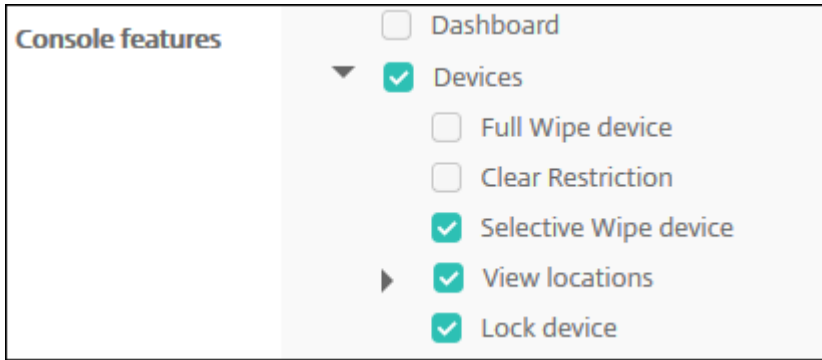 Console features
Dashboard
Devices
Full Wipe device
Clear Restriction
Selective Wipe device
View locations
Lock device